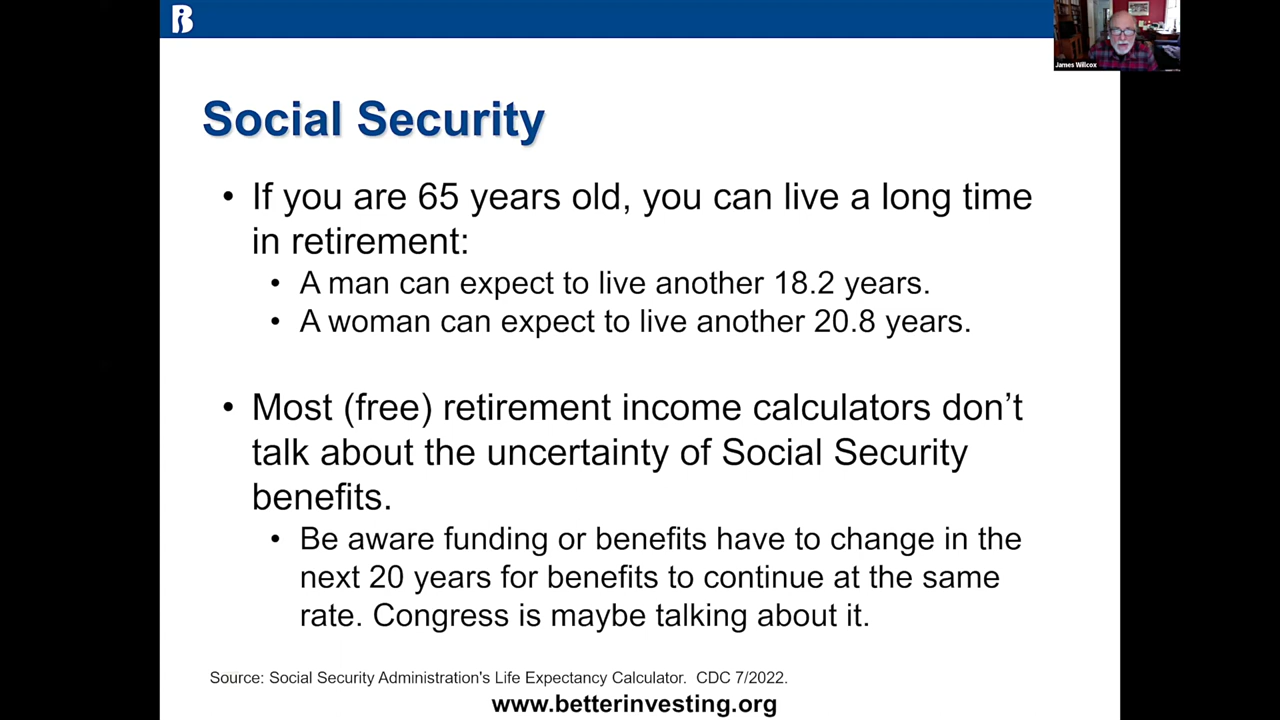 James Willcox
Social Security
• If you are 65 years old, you can live a long time
in retirement:
• A man can expect to live another 18.2 years.
• A woman can expect to live another 20.8 years.
• Most (free) retirement income calculators don’t
talk about the uncertainty of Social Security
benefits.
• Be aware funding or benefits have to change in the
next 20 years for benefits to continue at the same
rate. Congress is maybe talking about it.
Source: Social Security Administration's Life Expectancy Calculator. CDC 7/2022.
www.betterinvesting.org